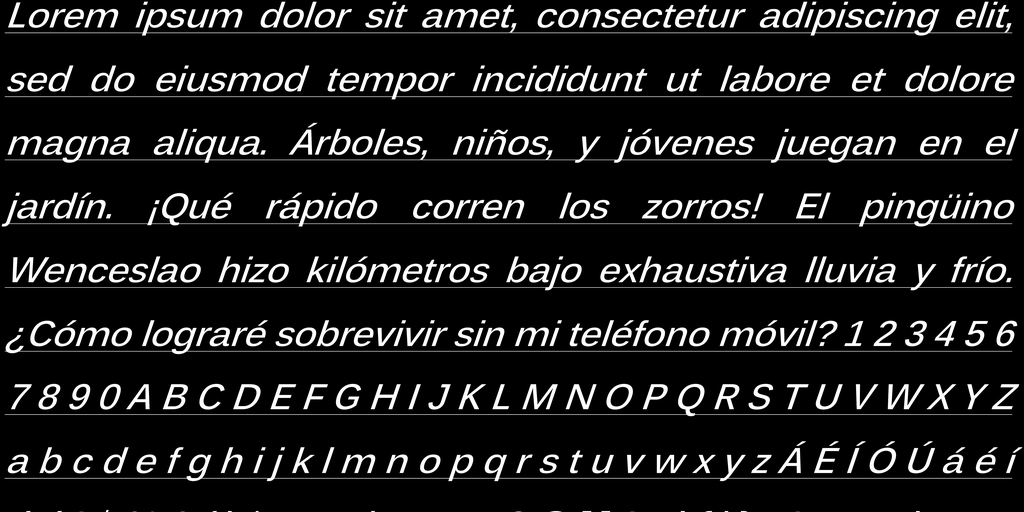 Lorem ipsum dolor sit amet, consectetur adipiscing elit,
sed do eiusmod tempor incididunt ut labore et dolore
magna aliqua. Árboles, niños, y jóvenes juegan en el
jardín. ¡Qué rápido corren los zorros! El pingüino
Wenceslao hizo kilómetros bajo exhaustiva lluvia y frío.
¿Cómo lograré sobrevivir sin mi teléfono móvil? 1 2 3 4 5 6
7 8 9 0 A B C D E F G H I J K L M N O P Q R S T U V W X Y Z
a b c d e f g h i j k l m n o p q r s t u v w x y z Á É Í Ó Ú á é í